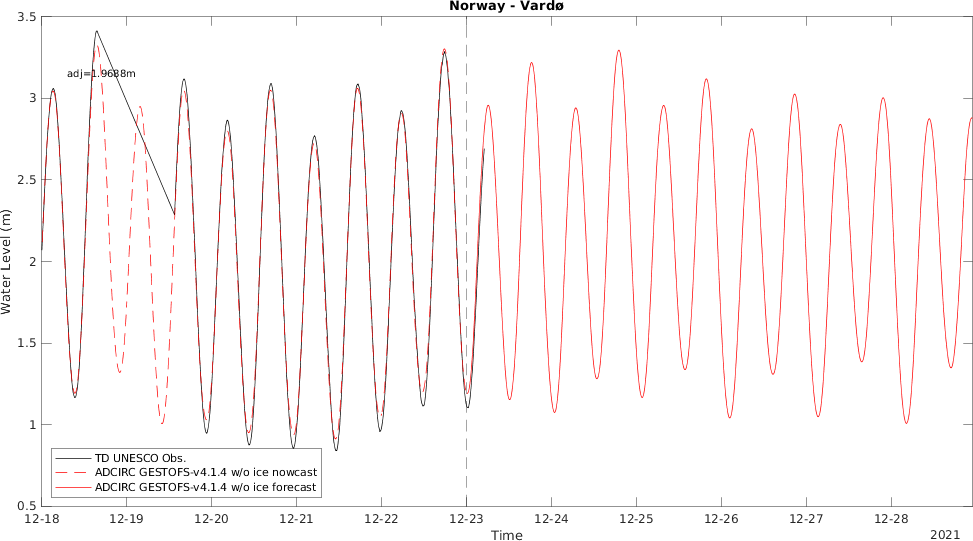 Norway - Vardø
3.5
3
2.5
2
1.5
1
0.5
Water Level (m)
adj=1.9688m
TD UNESCO Obs.
ADCIRC GESTOFS-v4.1.4 w/o ice nowcast
ADCIRC GESTOFS-v4.1.4 w/o ice forecast
12-18 12-19 12-20 12-21 12-22 12-23 12-24 12-25 12-26 12-27 12-28
Time
2021